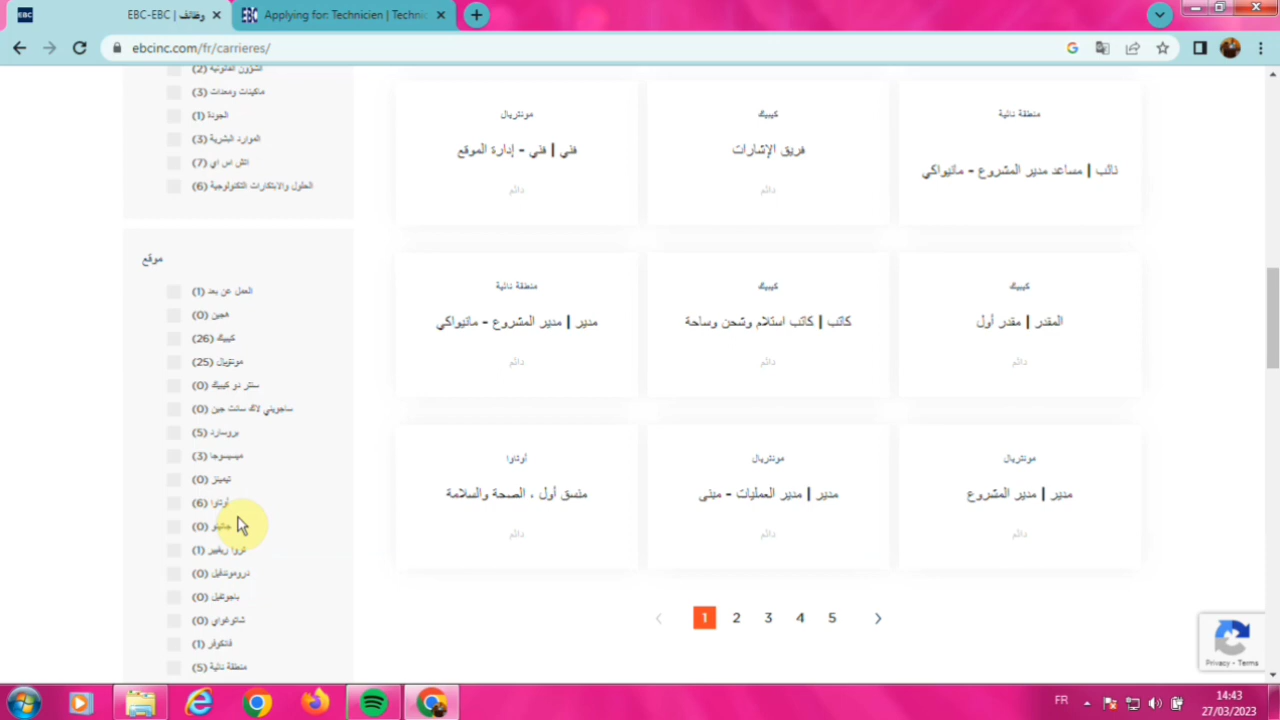 EBC-EBC | وظائف
EBC Applying for: Technicien | Technic
ebcinc.com/fr/carrieres/
الشؤون القانونية (2)
ماكينات ومعدات (3)
الجودة (1)
الموارد البشرية (3)
اتش اس اي (7)
الحلول والابتكارات التكنولوجية (6)
موقع
العمل عن بعد (1)
هجين (0)
كيبيك (26)
مونتريال (25)
سنتر دو كيبيك (0)
ساجويني لاك سانت جين (0)
بروسارد (5)
ميسيسوجا (3)
تيمينز (0)
أوتاوا (6)
(0)
تروا ريفيير (1)
دروموندفيل (0)
باجوتفيل (0)
شاتوغواي (0)
فانكوفر (1)
منطقة نائية (5)
مونتريال
فني | فني - إدارة الموقع
دائم
كيبيك
فريق الإشارات
دائم
منطقة نائية
نائب | مساعد مدير المشروع - مانيواكي
منطقة نائية
مدير | مدير المشروع - مانيواكي
دائم
كيبيك
كاتب | كاتب استلام وشحن وساحة
دائم
كيبيك
المقدر | مقدر أول
دائم
أوتاوا
منسق أول ، الصحة والسلامة
دائم
مونتريال
مدير | مدير العمليات - مبنى
دائم
مونتريال
مدير | مدير المشروع
دائم
1 2 3 4 5
Privacy - Terms
FR
14:43
27/03/2023